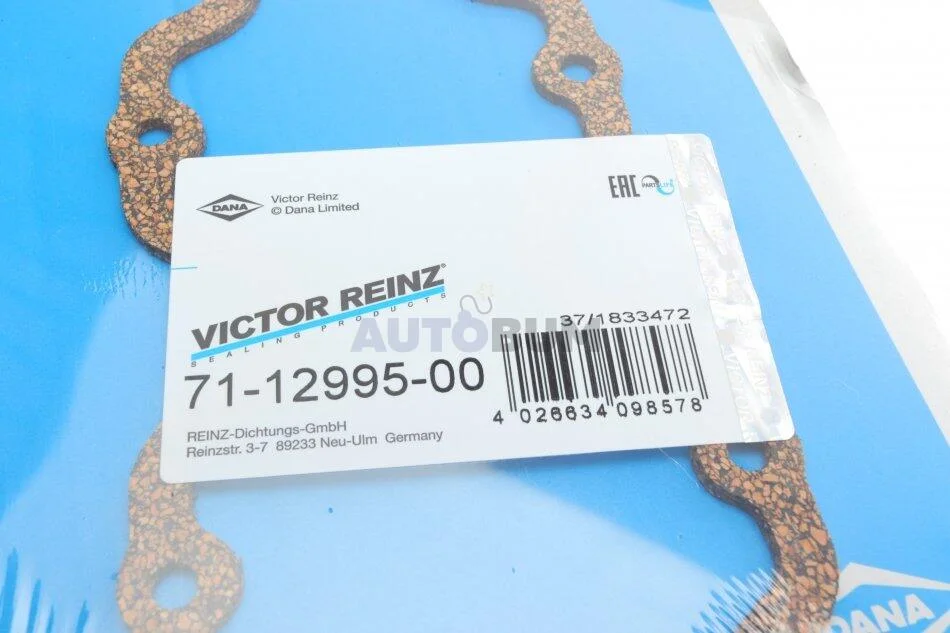 DANA
Victor Reinz
© Dana Limited
EAC PARTSLIFE
VICTOR REINZ®
SEALING PRODUCTS
AUTOBUM
37/1833472
71-12995-00
4 026634 098578
REINZ-Dichtungs-GmbH
Reinzstr. 3-7 89233 Neu-Ulm Germany
DANA